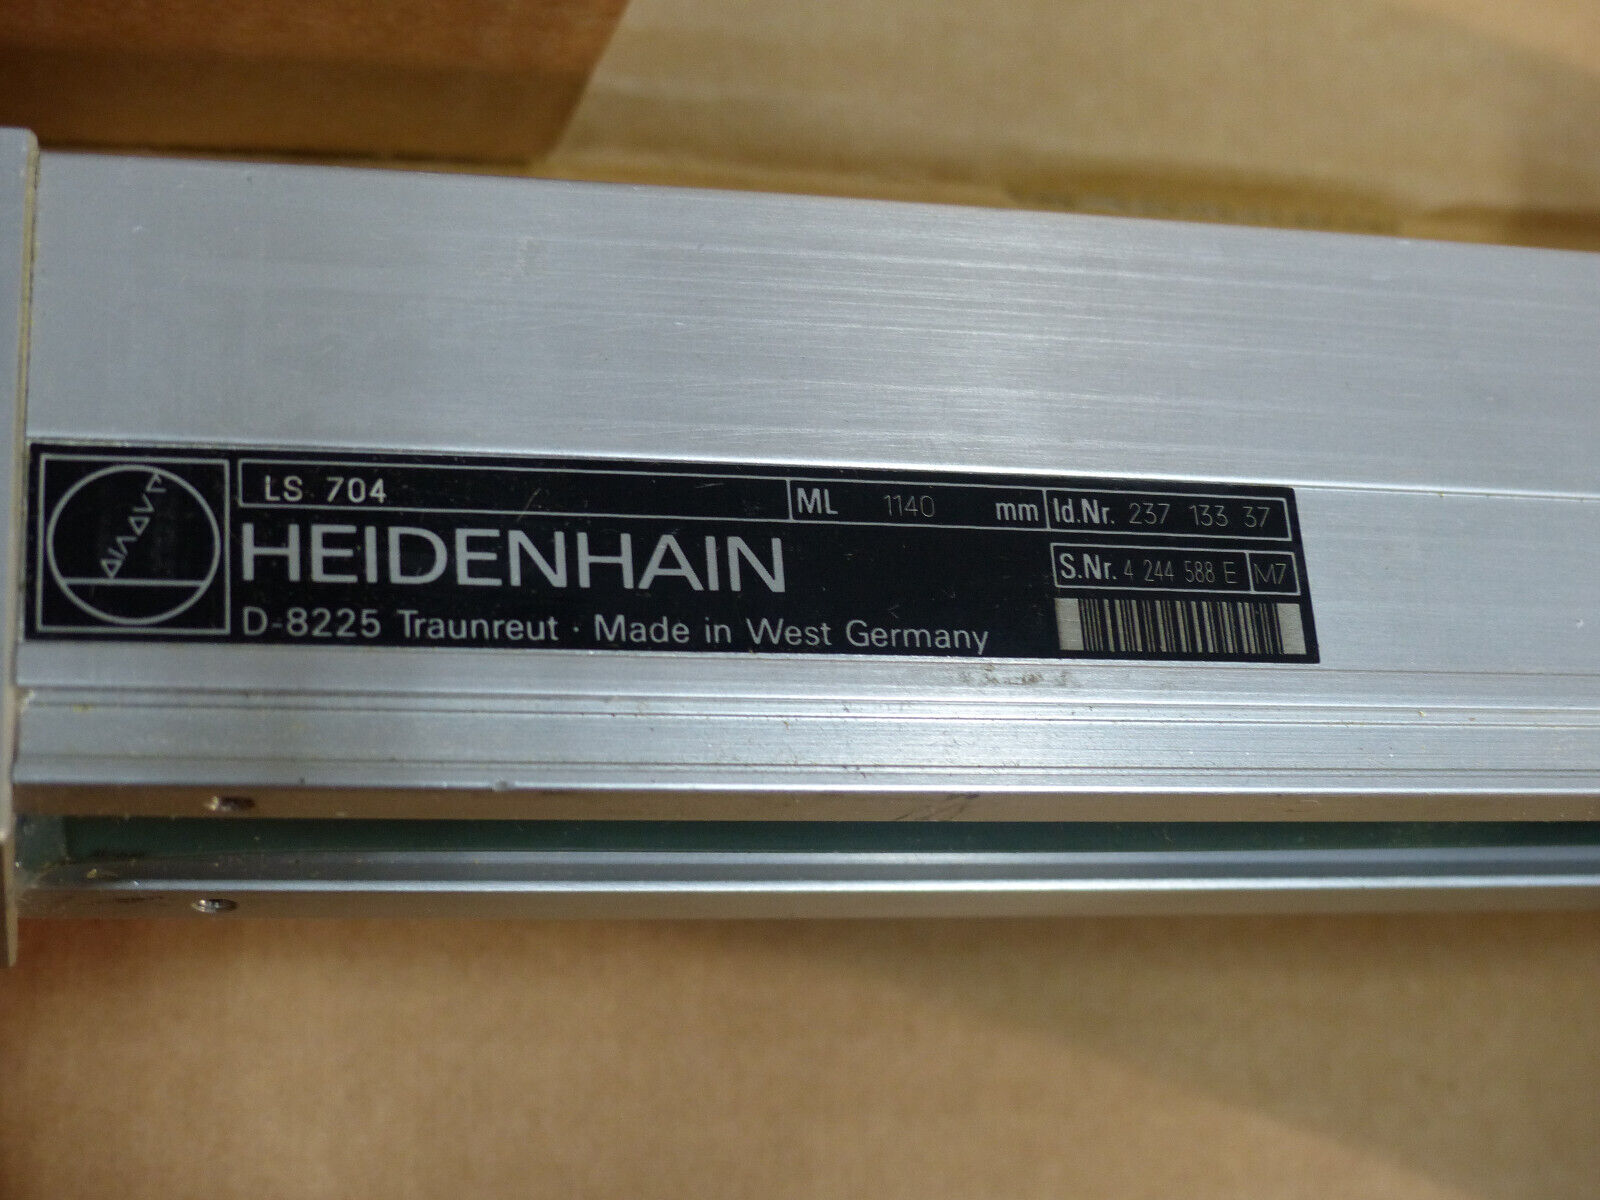 LS 704 ML 1140 mm Id.Nr. 237 133 37
HEIDENHAIN S.Nr. 4 244 588 E M7
D-8225 Traunreut · Made in West Germany